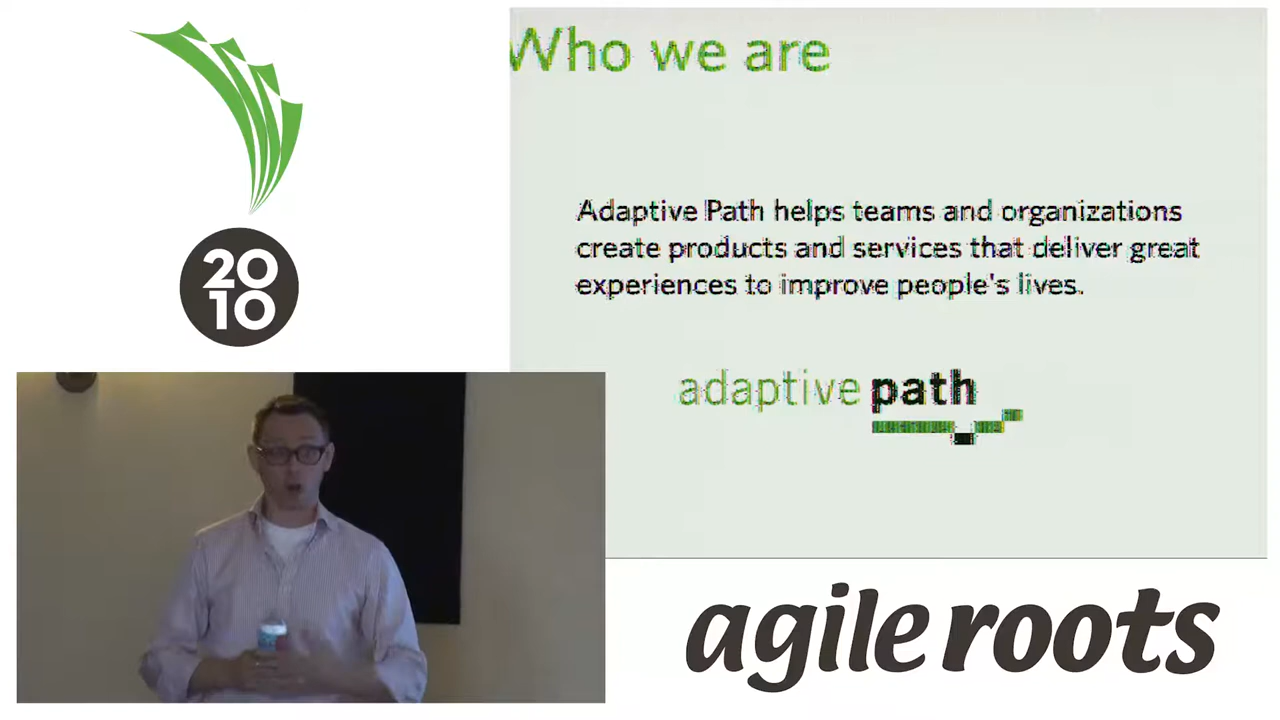 Who we are
20
10
Adaptive Path helps teams and organizations
create products and services that deliver great
experiences to improve people's lives.
adaptive path
agile roots